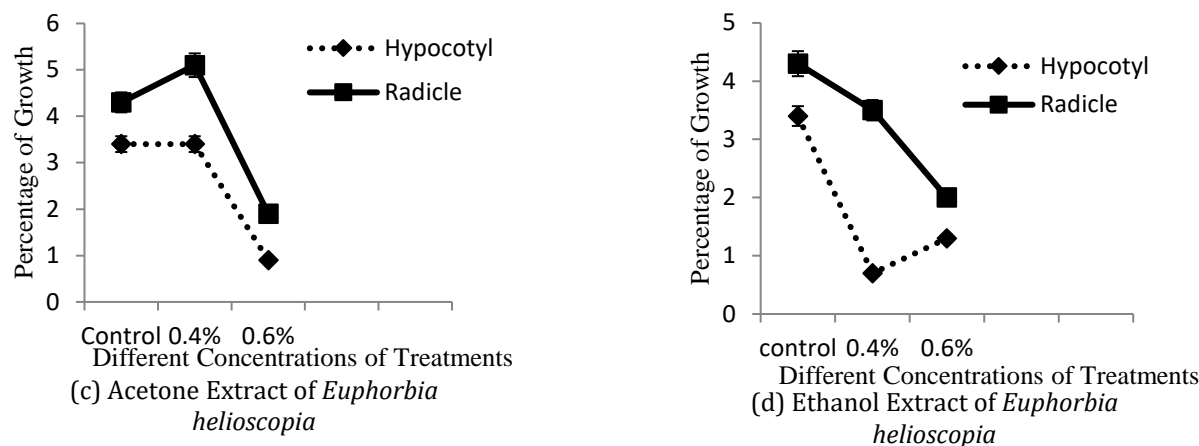 6
5
4
3
2
1
0
Percentage of Growth
Hypocotyl
Radicle
Control 0.4% 0.6%
Different Concentrations of Treatments
(c) Acetone Extract of Euphorbia
helioscopia
5
4
3
2
1
0
Percentage of Growth
Hypocotyl
Radicle
control 0.4% 0.6%
Different Concentrations of Treatments
(d) Ethanol Extract of Euphorbia
helioscopia